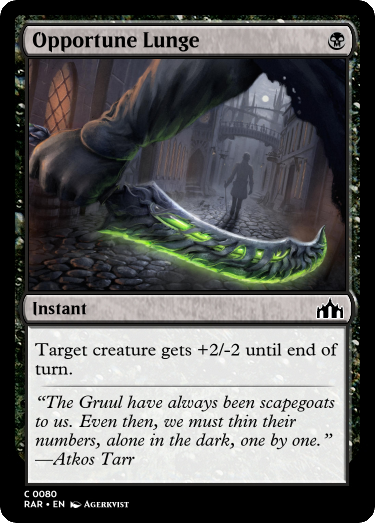 Opportune Lunge
Instant
Target creature gets +2/-2 until end of
turn.
“The Gruul have always been scapegoats
to us. Even then, we must thin their
numbers, alone in the dark, one by one.”
—Atkos Tarr
C 0080
RAR • EN Agerkvist